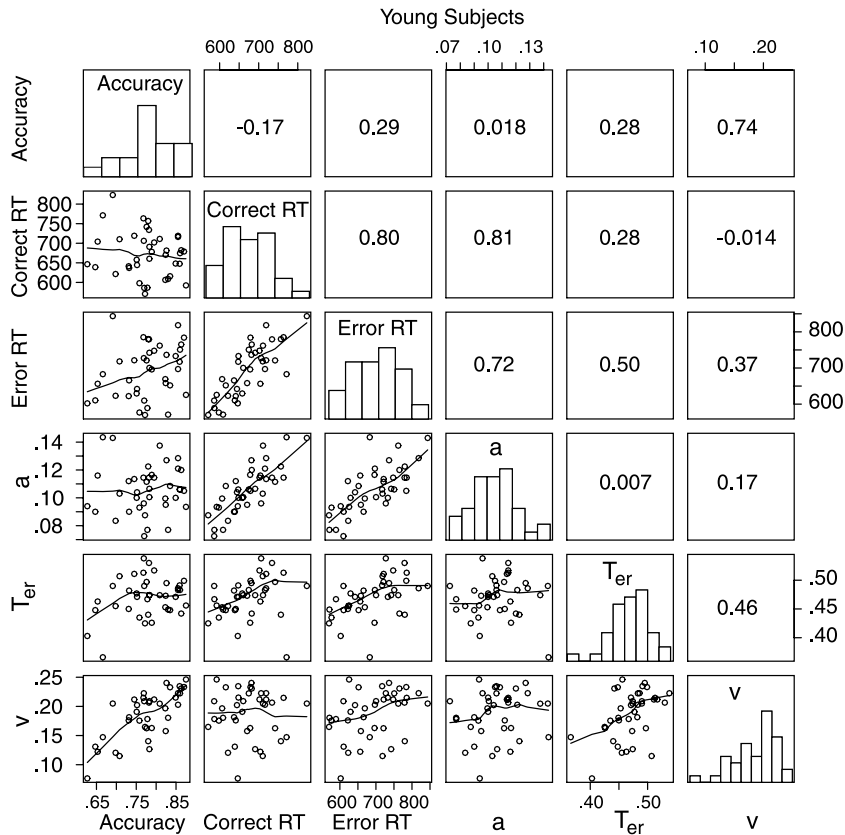 Young Subjects
600 700 800
.07 .10 .13
.10 .20
Accuracy
Accuracy
-0.17
0.29
0.018
0.28
0.74
Correct RT
800
750
700
650
600
Correct RT
0.80
0.81
0.28
-0.014
Error RT
Error RT
0.72
0.50
0.37
800
700
600
a
.14
.12
.10
.08
a
0.007
0.17
Ter
Ter
0.46
.50
.45
.40
v
.25
.20
.15
.10
v
.65 .75 .85
600 700 800
.40 .50
Accuracy
Correct RT
Error RT
a
Ter
v